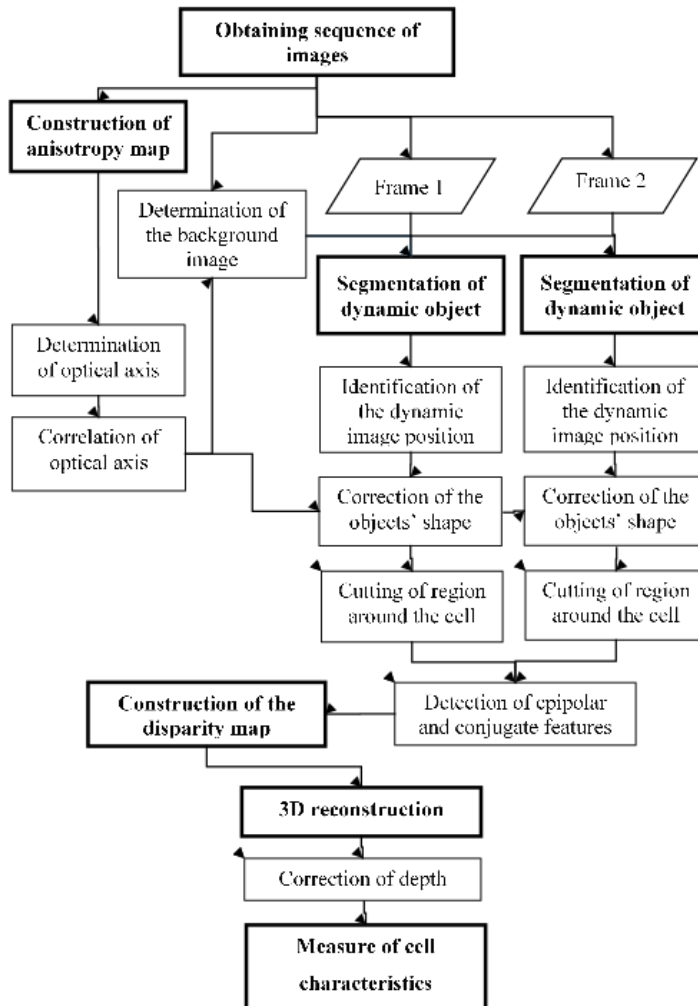 Obtaining sequence of
images
Construction of
anisotropy map
Frame 1
Frame 2
Determination of
the background
image
Segmentation of
dynamic object
Segmentation of
dynamic object
Determination
of optical axis
Identification of
the dynamic
image position
Identification of
the dynamic
image position
Correlation of
optical axis
Correction of the
objects’ shape
Correction of the
objects’ shape
Cutting of region
around the cell
Cutting of region
around the cell
Construction of the
disparity map
Detection of epipolar
and conjugate features
3D reconstruction
Correction of depth
Measure of cell
characteristics